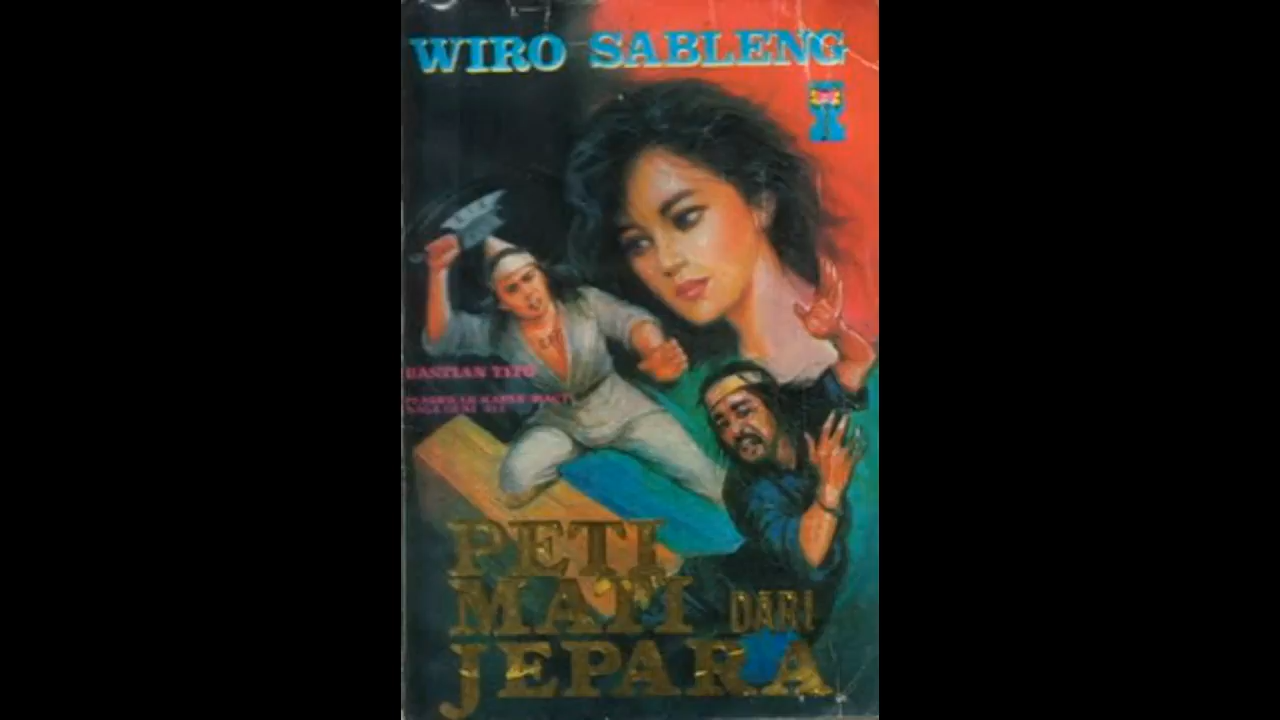 WIRO SABLENG
BASTIAN TITO
PETI
MATI DARI
JEPARA